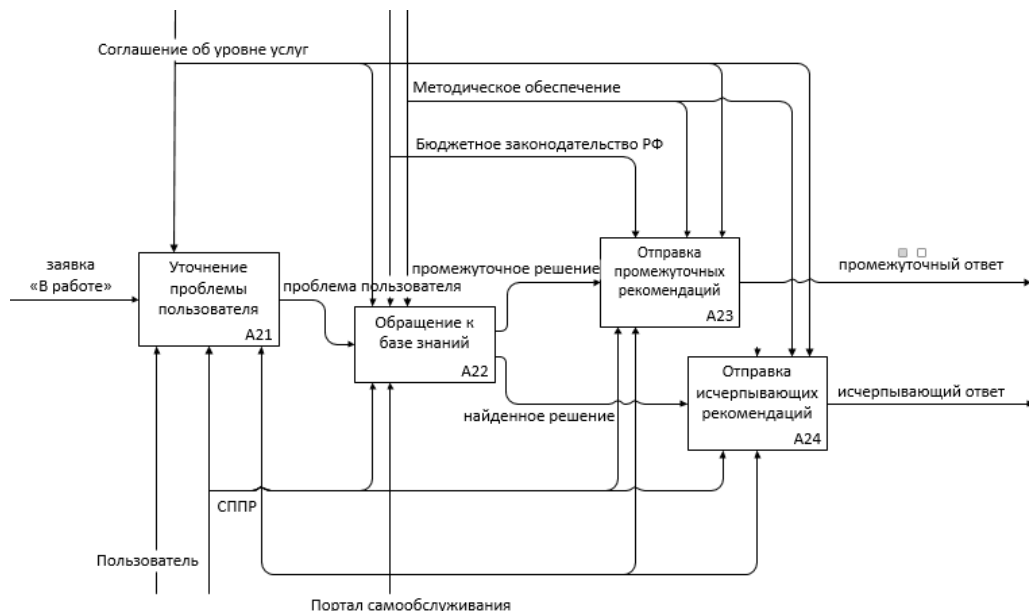 Соглашение об уровне услуг
Методическое обеспечение
Бюджетное законодательство РФ
заявка
«В работе»
Уточнение
проблемы
пользователя
А21
проблема пользователя
Обращение к
базе знаний
А22
промежуточное решение
Отправка
промежуточных
рекомендаций
А23
промежуточный ответ
найденное решение
Отправка
исчерпывающих
рекомендаций
А24
исчерпывающий ответ
СППР
Пользователь
Портал самообслуживания